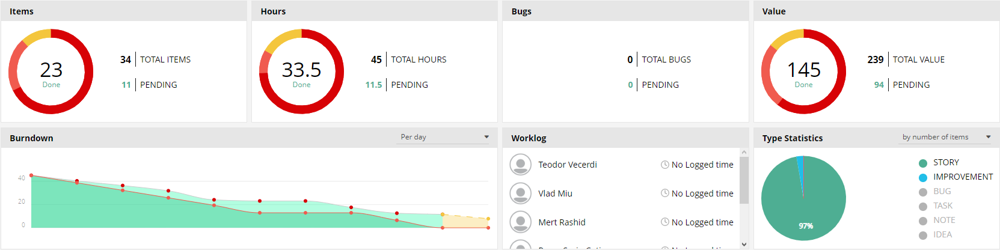 Items
23
Done
34 TOTAL ITEMS
11 PENDING
Hours
33.5
Done
45 TOTAL HOURS
11.5 PENDING
Bugs
0 TOTAL BUGS
0 PENDING
Value
145
Done
239 TOTAL VALUE
94 PENDING
Burndown
Per day
40
20
0
Worklog
Teodor Vecerdi No Logged time
Vlad Miu No Logged time
Mert Rashid No Logged time
Type Statistics
by number of items
97%
STORY
IMPROVEMENT
BUG
TASK
NOTE
IDEA